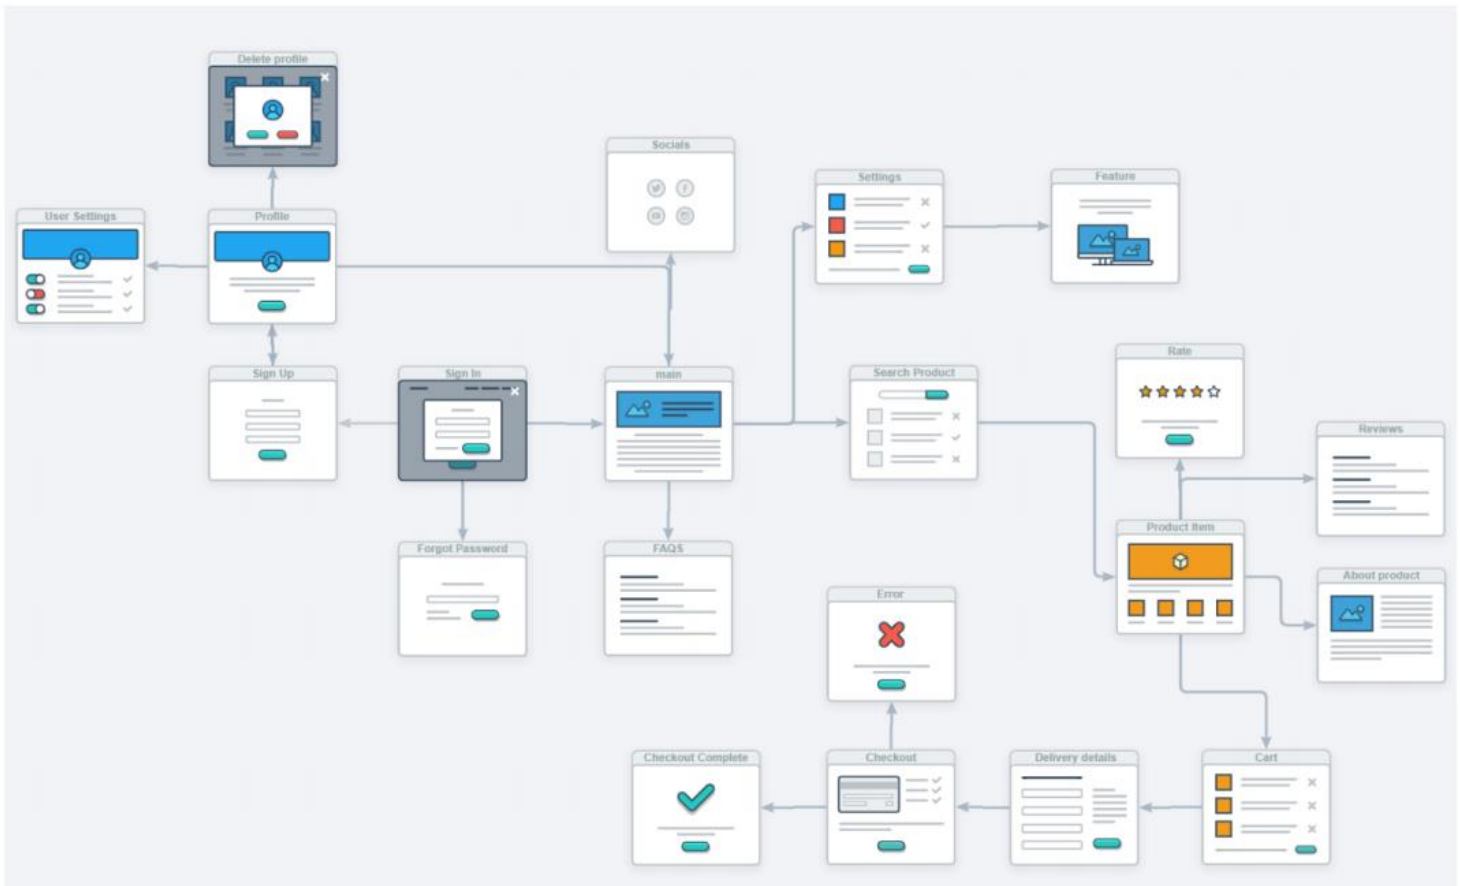 Delete profile
Socials
Settings
Feature
User Settings
Profile
Rate
Sign Up
Sign In
main
Search Product
Reviews
Product Item
Forgot Password
FAQS
About product
Error
Checkout Complete
Checkout
Delivery details
Cart